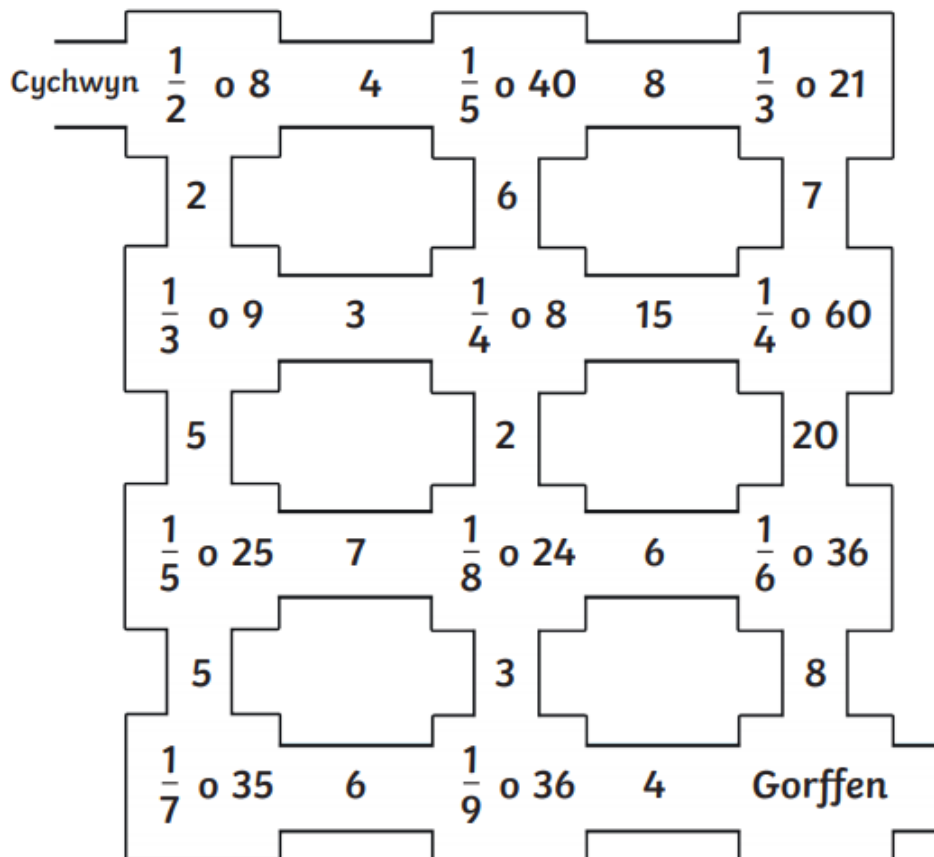 Cychwyn 1/2 o 8 4 1/5 o 40 8 1/3 o 21
2 6 7
1/3 o 9 3 1/4 o 8 15 1/4 o 60
5 2 20
1/5 o 25 7 1/8 o 24 6 1/6 o 36
5 3 8
1/7 o 35 6 1/9 o 36 4 Gorffen